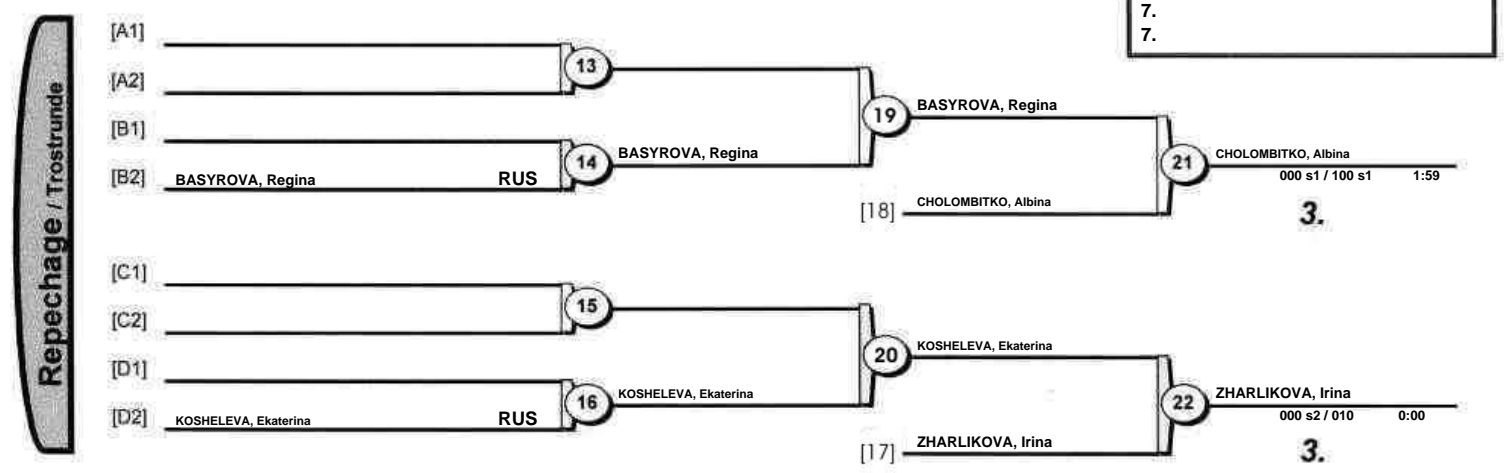 7.
7.
Repechage / Trostrunde
[A1]
13
[A2]
[B1]
14
BASYROVA, Regina
[B2]
BASYROVA, Regina
RUS
19
BASYROVA, Regina
[18]
CHOLOMBITKO, Albina
21
CHOLOMBITKO, Albina
000 s1 / 100 s1
1:59
3.
[C1]
15
[C2]
[D1]
16
KOSHELEVA, Ekaterina
[D2]
KOSHELEVA, Ekaterina
RUS
20
KOSHELEVA, Ekaterina
[17]
ZHARLIKOVA, Irina
22
ZHARLIKOVA, Irina
000 s2 / 010
0:00
3.